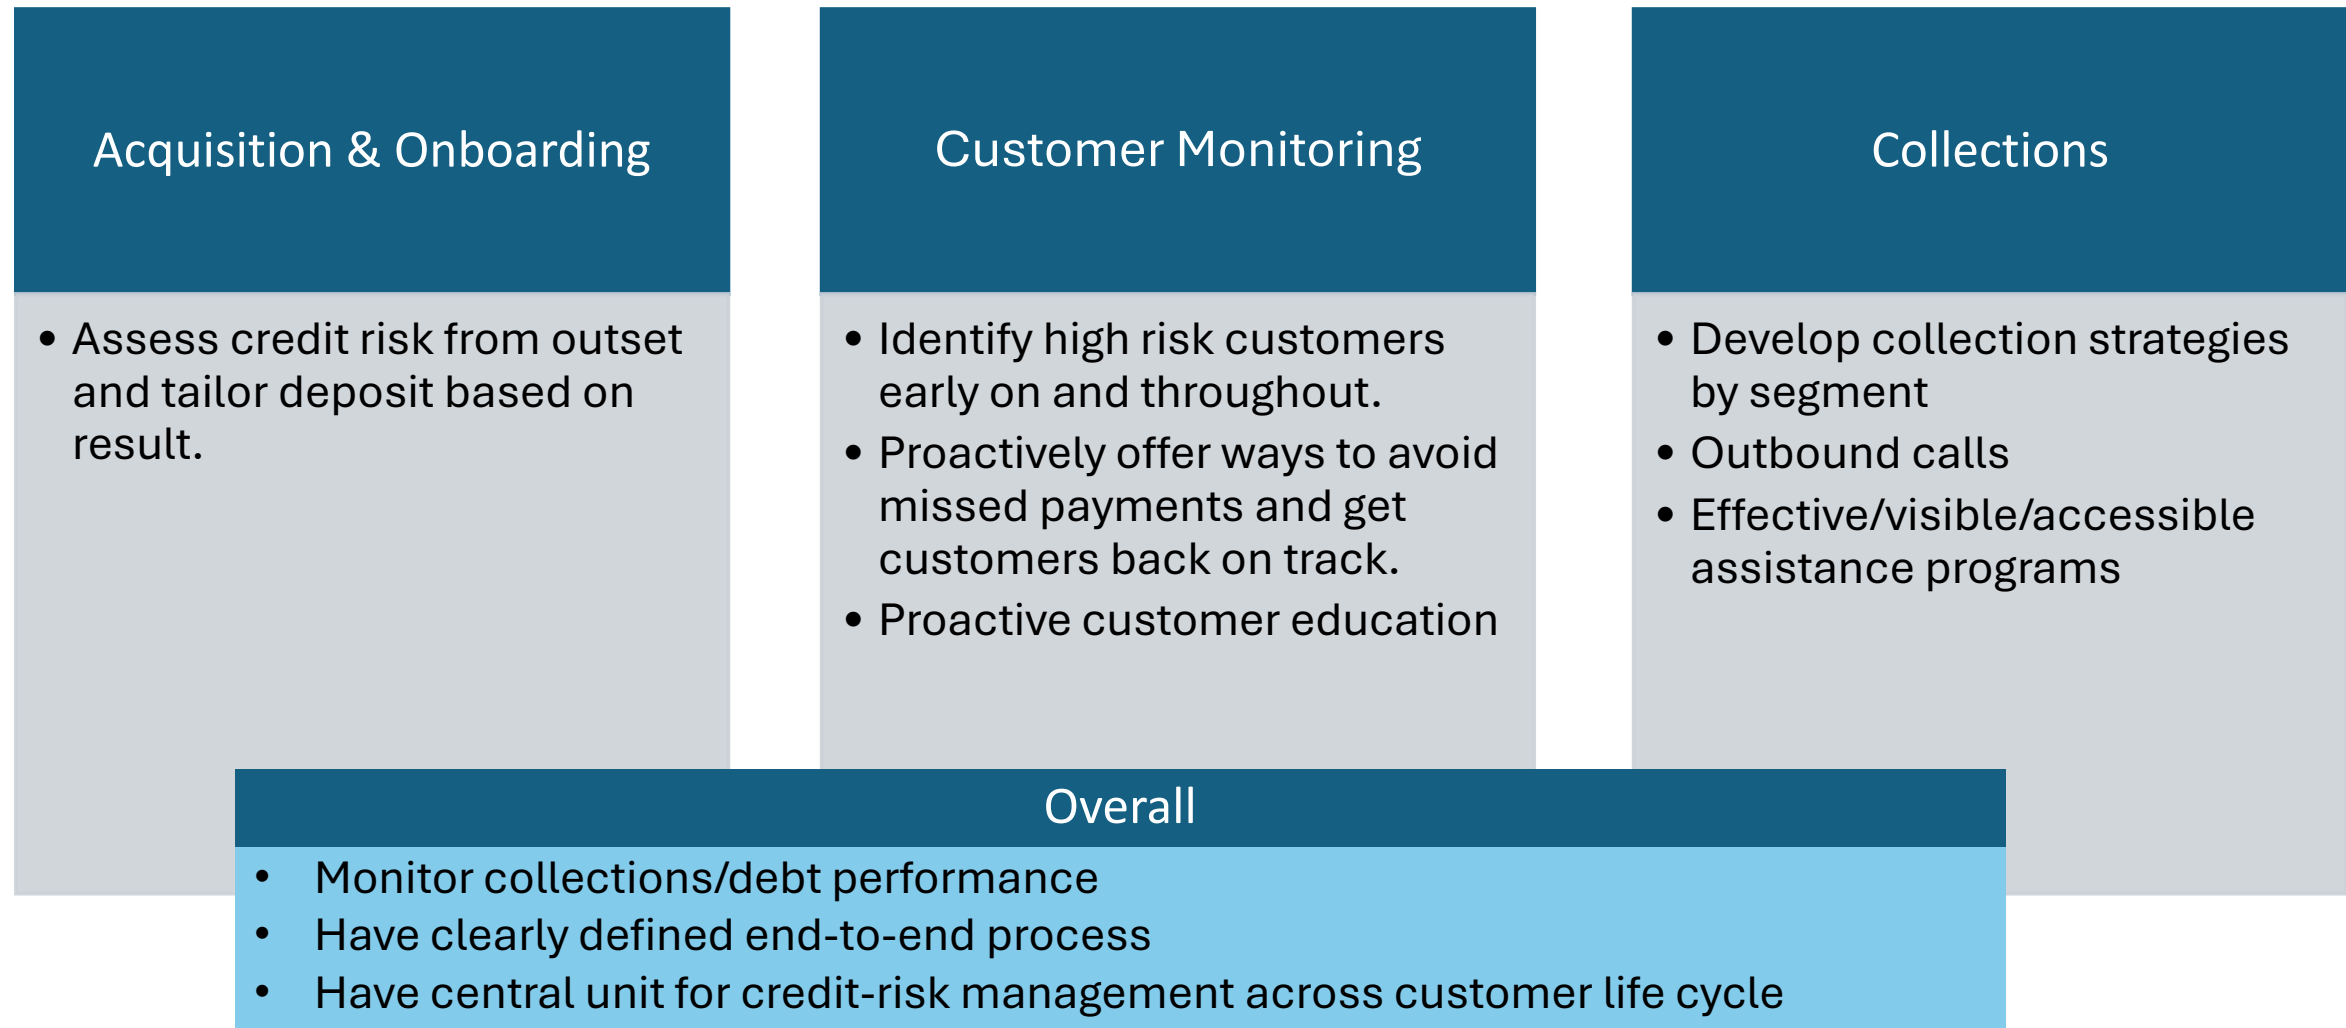 Acquisition & Onboarding
• Assess credit risk from outset
and tailor deposit based on
result.
Customer Monitoring
• Identify high risk customers
early on and throughout.
• Proactively offer ways to avoid
missed payments and get
customers back on track.
• Proactive customer education
Collections
• Develop collection strategies
by segment
• Outbound calls
• Effective/visible/accessible
assistance programs
Overall
• Monitor collections/debt performance
• Have clearly defined end-to-end process
• Have central unit for credit-risk management across customer life cycle